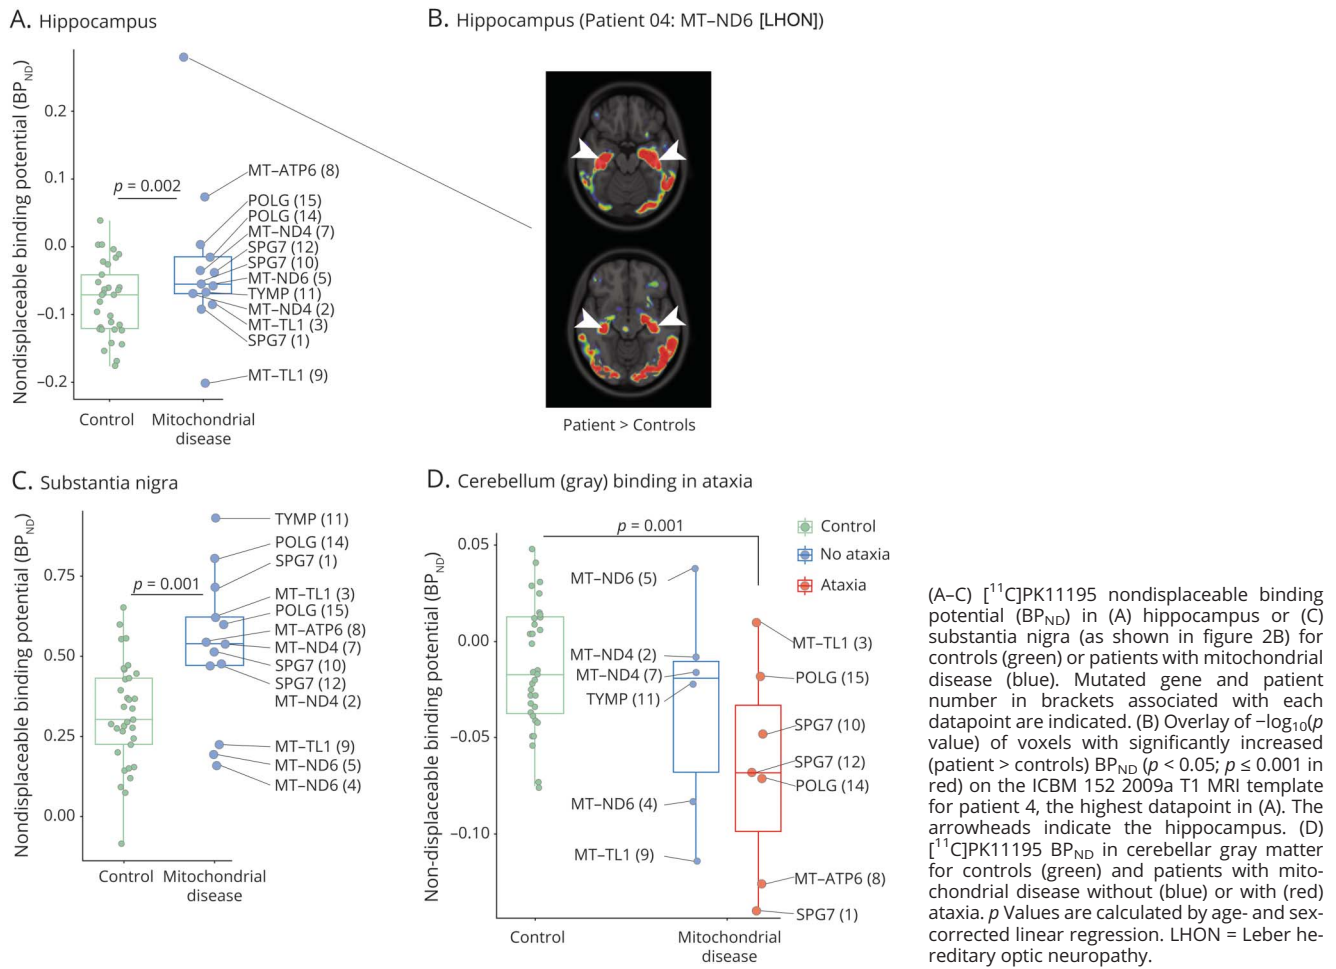 A. Hippocampus
Nondisplaceable binding potential (BPND)
0.2
0.1
0.0
−0.1
−0.2
p = 0.002
MT–ATP6 (8)
POLG (15)
POLG (14)
MT–ND4 (7)
SPG7 (12)
SPG7 (10)
MT-ND6 (5)
TYMP (11)
MT–ND4 (2)
MT–TL1 (3)
SPG7 (1)
MT–TL1 (9)
Control
Mitochondrial
disease
B. Hippocampus (Patient 04: MT–ND6 [LHON])
Patient > Controls
C. Substantia nigra
Nondisplaceable binding potential (BPND)
0.75
0.50
0.25
0.00
p = 0.001
TYMP (11)
POLG (14)
SPG7 (1)
MT–TL1 (3)
POLG (15)
MT–ATP6 (8)
MT–ND4 (7)
SPG7 (10)
SPG7 (12)
MT–ND4 (2)
MT–TL1 (9)
MT–ND6 (5)
MT–ND6 (4)
Control
Mitochondrial
disease
D. Cerebellum (gray) binding in ataxia
Non-displaceable binding potential (BPND)
0.05
0.00
−0.05
−0.10
p = 0.001
Control
No ataxia
Ataxia
MT–ND6 (5)
MT–ND4 (2)
MT–ND4 (7)
TYMP (11)
MT–ND6 (4)
MT–TL1 (9)
MT–TL1 (3)
POLG (15)
SPG7 (10)
SPG7 (12)
POLG (14)
MT–ATP6 (8)
SPG7 (1)
Control
Mitochondrial
disease
(A–C) [11C]PK11195 nondisplaceable binding
potential (BPND) in (A) hippocampus or (C)
substantia nigra (as shown in figure 2B) for
controls (green) or patients with mitochondrial
disease (blue). Mutated gene and patient
number in brackets associated with each
datapoint are indicated. (B) Overlay of −log10(p
value) of voxels with significantly increased
(patient > controls) BPND (p < 0.05; p ≤ 0.001 in
red) on the ICBM 152 2009a T1 MRI template
for patient 4, the highest datapoint in (A). The
arrowheads indicate the hippocampus. (D)
[11C]PK11195 BPND in cerebellar gray matter
for controls (green) and patients with mito-
chondrial disease without (blue) or with (red)
ataxia. p Values are calculated by age- and sex-
corrected linear regression. LHON = Leber he-
reditary optic neuropathy.